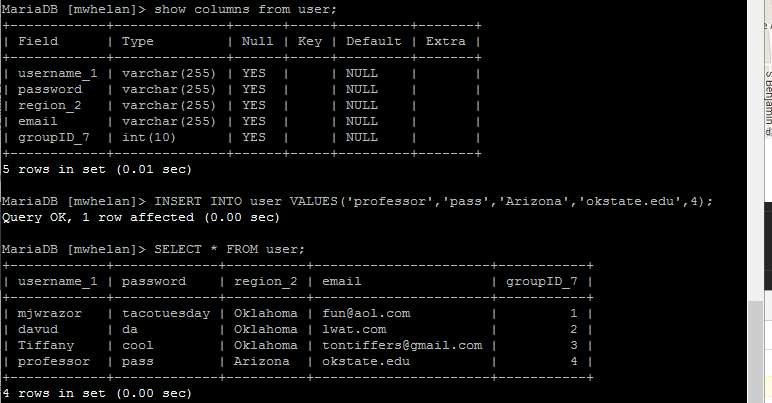 MariaDB [mwhelan]> show columns from user;
+------------+--------------+------+-----+---------+-------+
| Field      | Type         | Null | Key | Default | Extra |
+------------+--------------+------+-----+---------+-------+
| username_1 | varchar(255) | YES  |     | NULL    |       |
| password   | varchar(255) | YES  |     | NULL    |       |
| region_2   | varchar(255) | YES  |     | NULL    |       |
| email      | varchar(255) | YES  |     | NULL    |       |
| groupID_7  | int(10)      | YES  |     | NULL    |       |
+------------+--------------+------+-----+---------+-------+
5 rows in set (0.01 sec)
MariaDB [mwhelan]> INSERT INTO user VALUES('professor','pass','Arizona','okstate.edu',4);
Query OK, 1 row affected (0.00 sec)
MariaDB [mwhelan]> SELECT * FROM user;
+------------+-------------+----------+----------------------+-----------+
| username_1 | password    | region_2 | email                | groupID_7 |
+------------+-------------+----------+----------------------+-----------+
| mjwrazor   | tacotuesday | Oklahoma | fun@aol.com          |         1 |
| davud      | da          | Oklahoma | lwat.com             |         2 |
| Tiffany    | cool        | Oklahoma | tontiffers@gmail.com |         3 |
| professor  | pass        | Arizona  | okstate.edu          |         4 |
+------------+-------------+----------+----------------------+-----------+
4 rows in set (0.00 sec)
S Benjamin